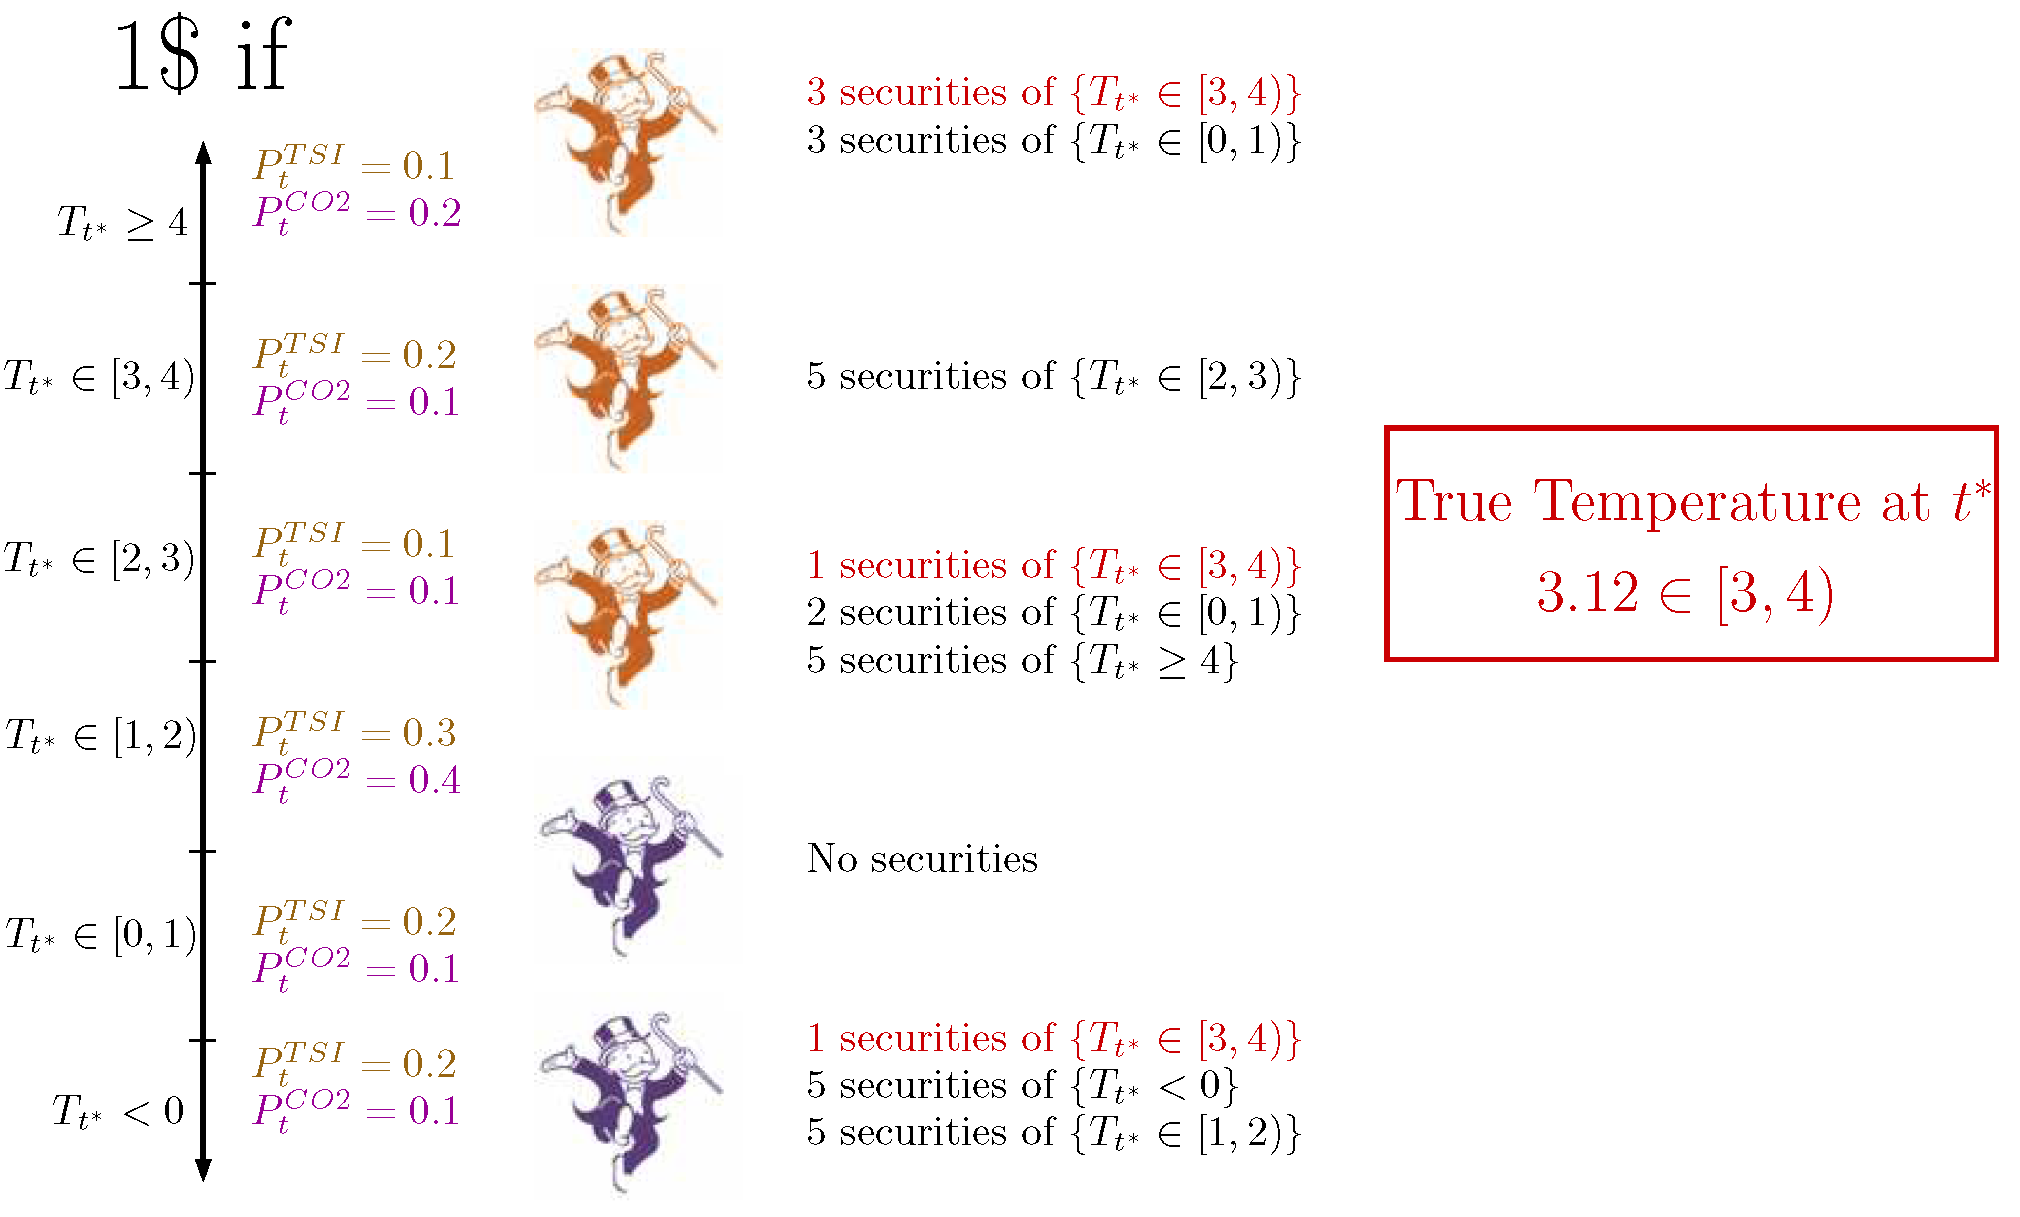 1$ if
$T_{t^*} \geq 4$
$P_t^{TSI} = 0.1$
$P_t^{CO2} = 0.2$
$T_{t^*} \in [3, 4)$
$P_t^{TSI} = 0.2$
$P_t^{CO2} = 0.1$
$T_{t^*} \in [2, 3)$
$P_t^{TSI} = 0.1$
$P_t^{CO2} = 0.1$
$T_{t^*} \in [1, 2)$
$P_t^{TSI} = 0.3$
$P_t^{CO2} = 0.4$
$T_{t^*} \in [0, 1)$
$P_t^{TSI} = 0.2$
$P_t^{CO2} = 0.1$
$T_{t^*} < 0$
$P_t^{TSI} = 0.2$
$P_t^{CO2} = 0.1$
3 securities of $\{T_{t^*} \in [3, 4)\}$
3 securities of $\{T_{t^*} \in [0, 1)\}$
5 securities of $\{T_{t^*} \in [2, 3)\}$
1 securities of $\{T_{t^*} \in [3, 4)\}$
2 securities of $\{T_{t^*} \in [0, 1)\}$
5 securities of $\{T_{t^*} \geq 4\}$
No securities
1 securities of $\{T_{t^*} \in [3, 4)\}$
5 securities of $\{T_{t^*} < 0\}$
5 securities of $\{T_{t^*} \in [1, 2)\}$
True Temperature at $t^*$
$3.12 \in [3, 4)$